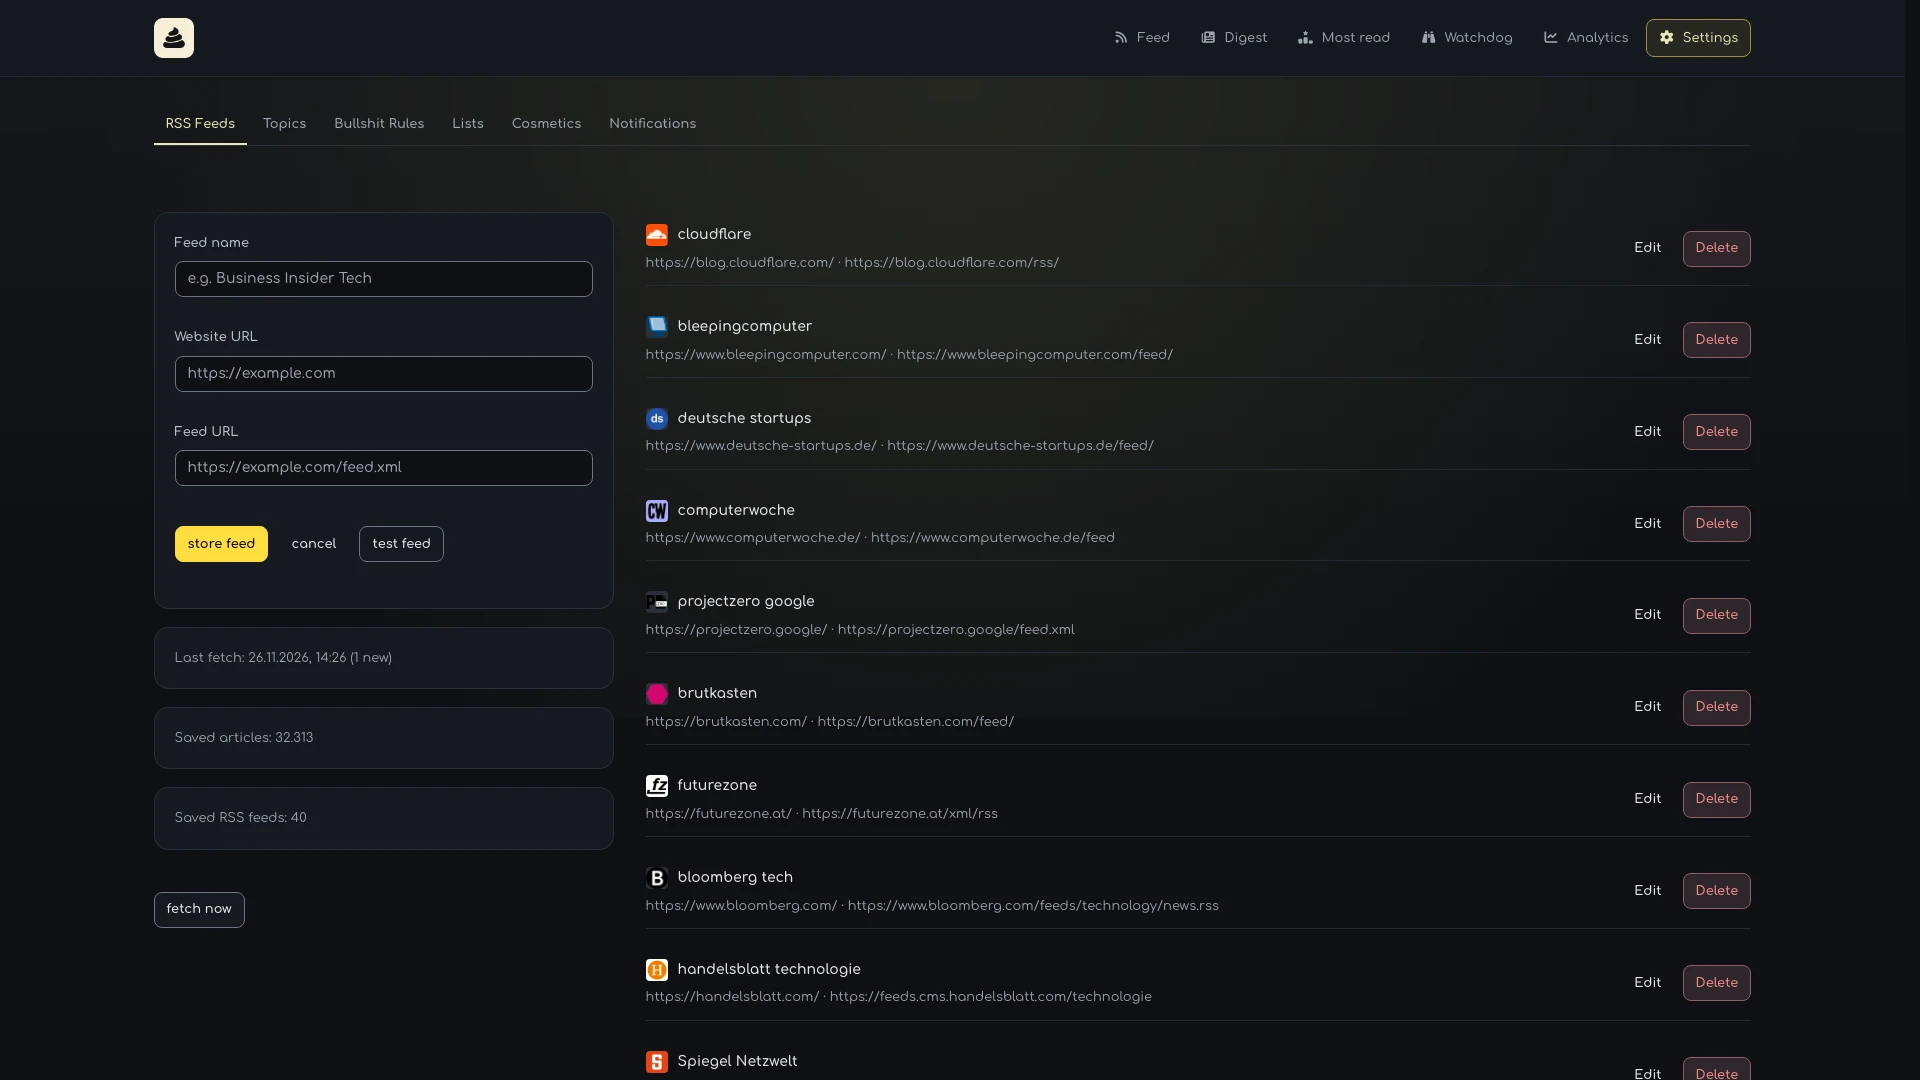 Feed
Digest
Most read
Watchdog
Analytics
Settings
RSS Feeds
Topics
Bullshit Rules
Lists
Cosmetics
Notifications
Feed name
e.g. Business Insider Tech
Website URL
https://example.com
Feed URL
https://example.com/feed.xml
store feed
cancel
test feed
Last fetch: 26.11.2026, 14:26 (1 new)
Saved articles: 32.313
Saved RSS feeds: 40
fetch now
cloudflare
https://blog.cloudflare.com/ · https://blog.cloudflare.com/rss/
Edit
Delete
bleepingcomputer
https://www.bleepingcomputer.com/ · https://www.bleepingcomputer.com/feed/
Edit
Delete
ds
deutsche startups
https://www.deutsche-startups.de/ · https://www.deutsche-startups.de/feed/
Edit
Delete
CW
computerwoche
https://www.computerwoche.de/ · https://www.computerwoche.de/feed
Edit
Delete
projectzero google
https://projectzero.google/ · https://projectzero.google/feed.xml
Edit
Delete
brutkasten
https://brutkasten.com/ · https://brutkasten.com/feed/
Edit
Delete
fz
futurezone
https://futurezone.at/ · https://futurezone.at/xml/rss
Edit
Delete
B
bloomberg tech
https://www.bloomberg.com/ · https://www.bloomberg.com/feeds/technology/news.rss
Edit
Delete
H
handelsblatt technologie
https://handelsblatt.com/ · https://feeds.cms.handelsblatt.com/technologie
Edit
Delete
S
Spiegel Netzwelt
Edit
Delete